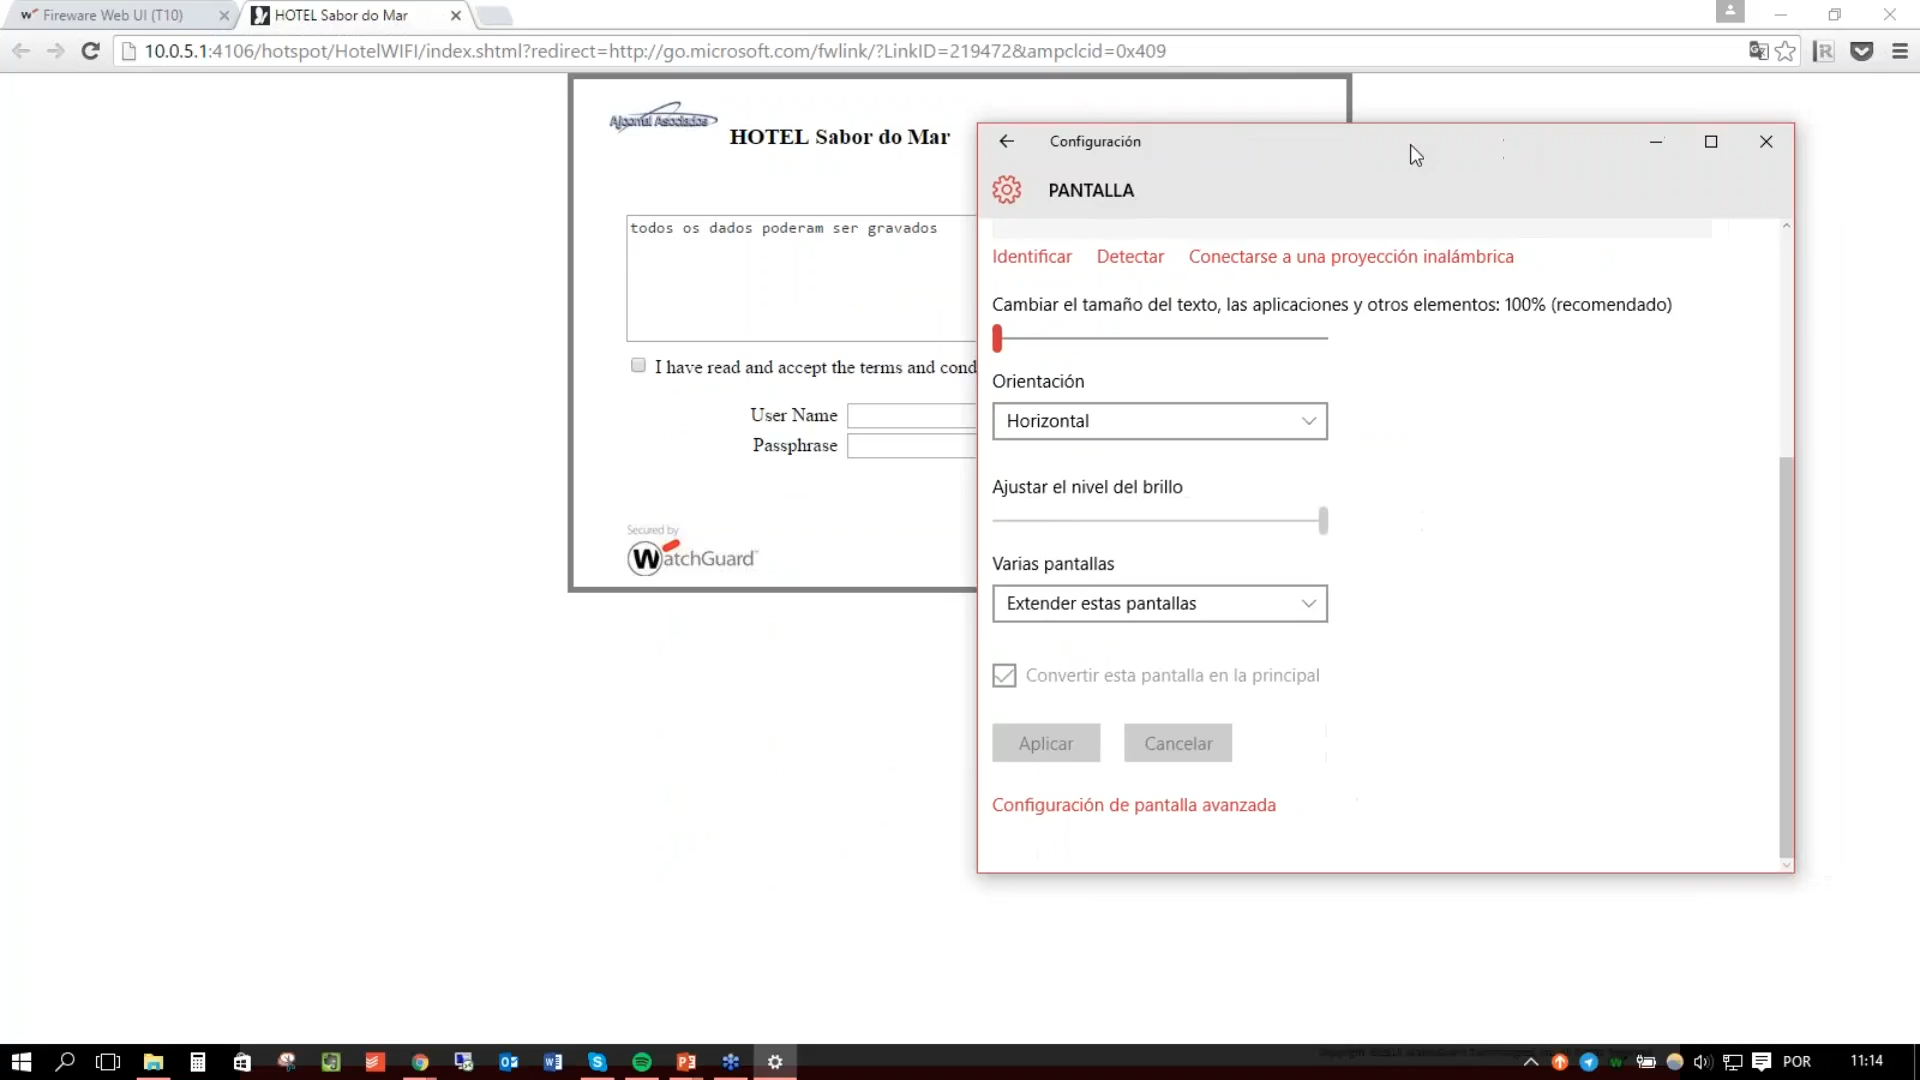 Fireware Web UI (T10)
HOTEL Sabor do Mar
10.0.5.1:4106/hotspot/HotelWIFI/index.shtml?redirect=http://go.microsoft.com/fwlink/?LinkID=219472&ampclcid=0x409
Ajoomal Asociados
HOTEL Sabor do Mar
todos os dados poderam ser gravados
I have read and accept the terms and cond
User Name
Passphrase
Secured by
WatchGuard
Configuración
PANTALLA
Identificar Detectar Conectarse a una proyección inalámbrica
Cambiar el tamaño del texto, las aplicaciones y otros elementos: 100% (recomendado)
Orientación
Horizontal
Ajustar el nivel del brillo
Varias pantallas
Extender estas pantallas
Convertir esta pantalla en la principal
Aplicar Cancelar
Configuración de pantalla avanzada
POR 11:14